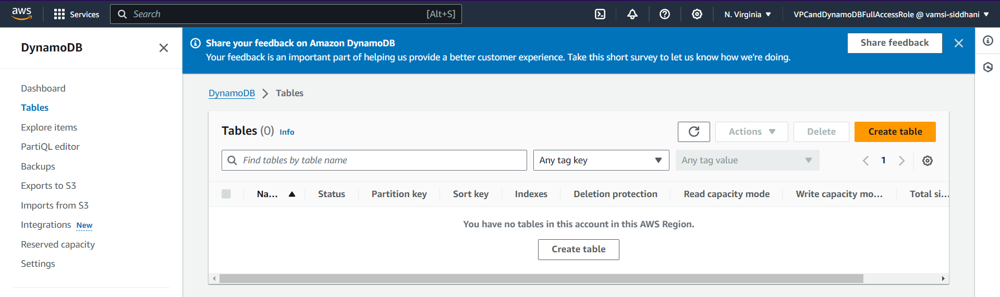 aws Services Search [Alt+S] N. Virginia VPCandDynamoDBFullAccessRole @ vamsi-siddhani
DynamoDB
Dashboard
Tables
Explore items
PartiQL editor
Backups
Exports to S3
Imports from S3
Integrations New
Reserved capacity
Settings
Share your feedback on Amazon DynamoDB
Your feedback is an important part of helping us provide a better customer experience. Take this short survey to let us know how we're doing.
Share feedback
DynamoDB Tables
Tables (0) Info
Actions Delete Create table
Find tables by table name Any tag key Any tag value 1
Na... Status Partition key Sort key Indexes Deletion protection Read capacity mode Write capacity mo... Total si...
You have no tables in this account in this AWS Region.
Create table